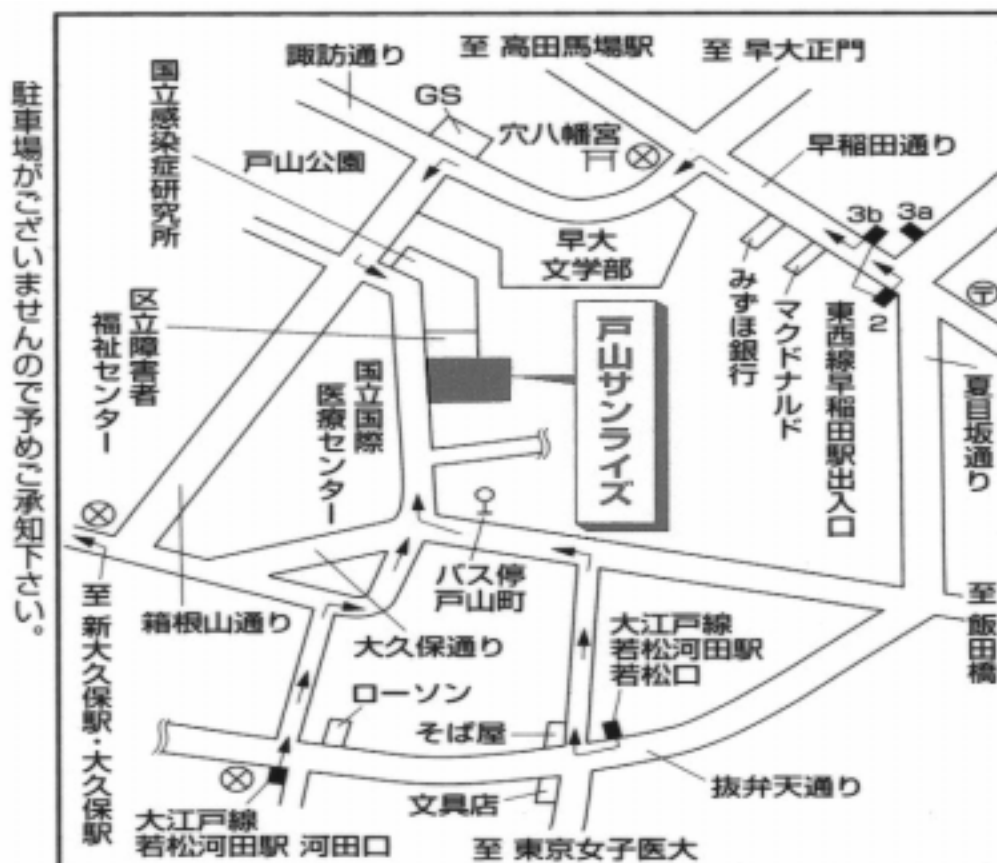 駐車場がございませんので予めご承知下さい。
至 高田馬場駅
至 早大正門
諏訪通り
GS
国立感染症研究所
穴八幡宮
早稲田通り
戸山公園
3b
3a
早大
文学部
みずほ銀行
マクドナルド
東西線早稲田駅出入口
2
〒
夏目坂通り
区立障害者
福祉センター
国立国際
医療センター
戸山サンライズ
バス停
戸山町
至 新大久保駅・大久保駅
箱根山通り
大久保通り
大江戸線
若松河田駅
若松口
至 飯田橋
ローソン
そば屋
文具店
抜弁天通り
大江戸線
若松河田駅 河田口
至 東京女子医大